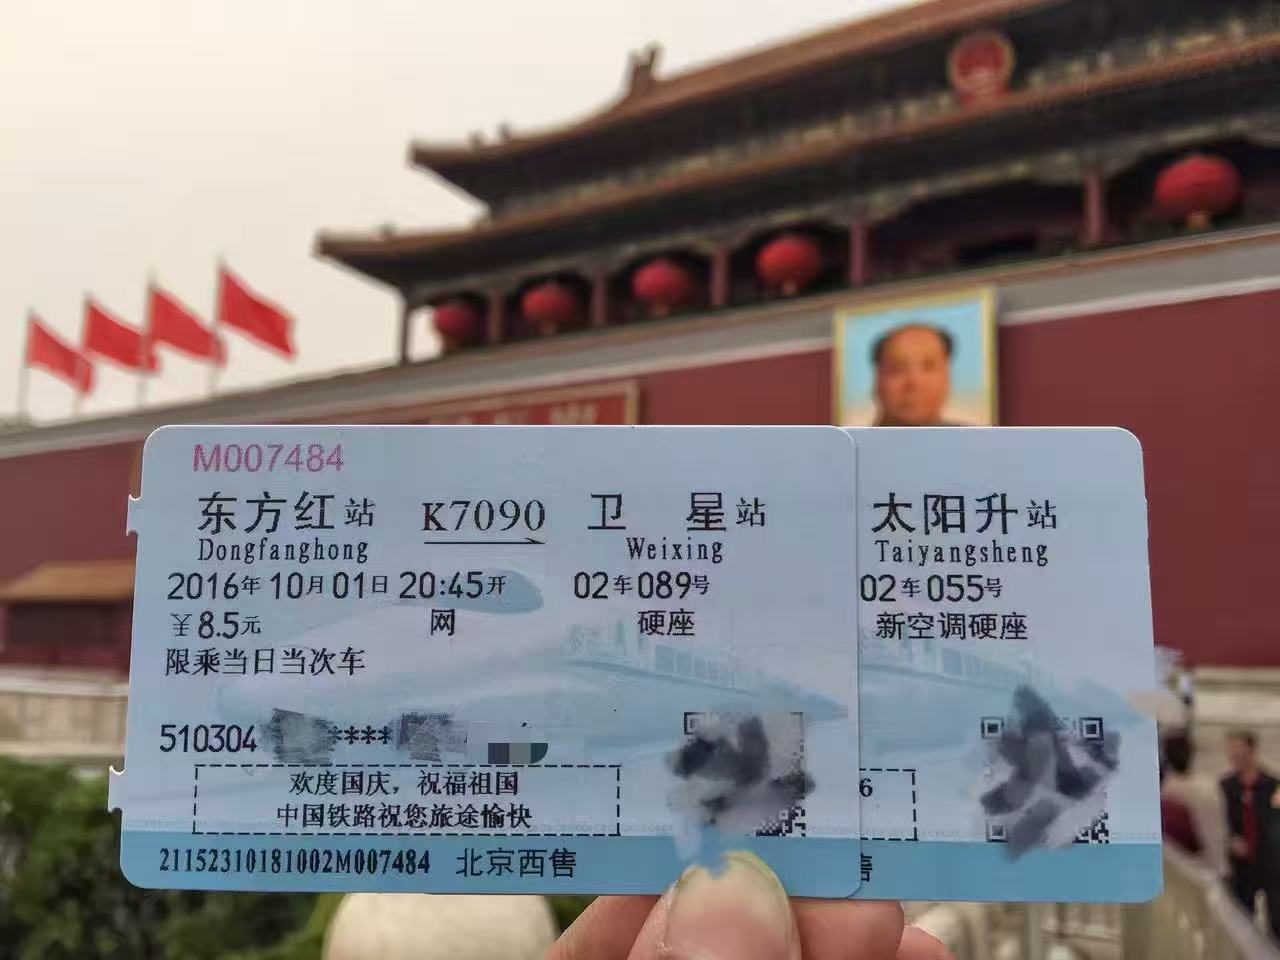 M007484
东方红站 K7090 卫星站
Dongfanghong Weixing
2016年10月01日20:45开 02车089号
￥8.5元 网 硬座
限乘当日当次车
510304 ****
欢度国庆，祝福祖国
中国铁路祝您旅途愉快
21152310181002M007484 北京西售
太阳升站
Taiyangsheng
02车055号
新空调硬座
6
售